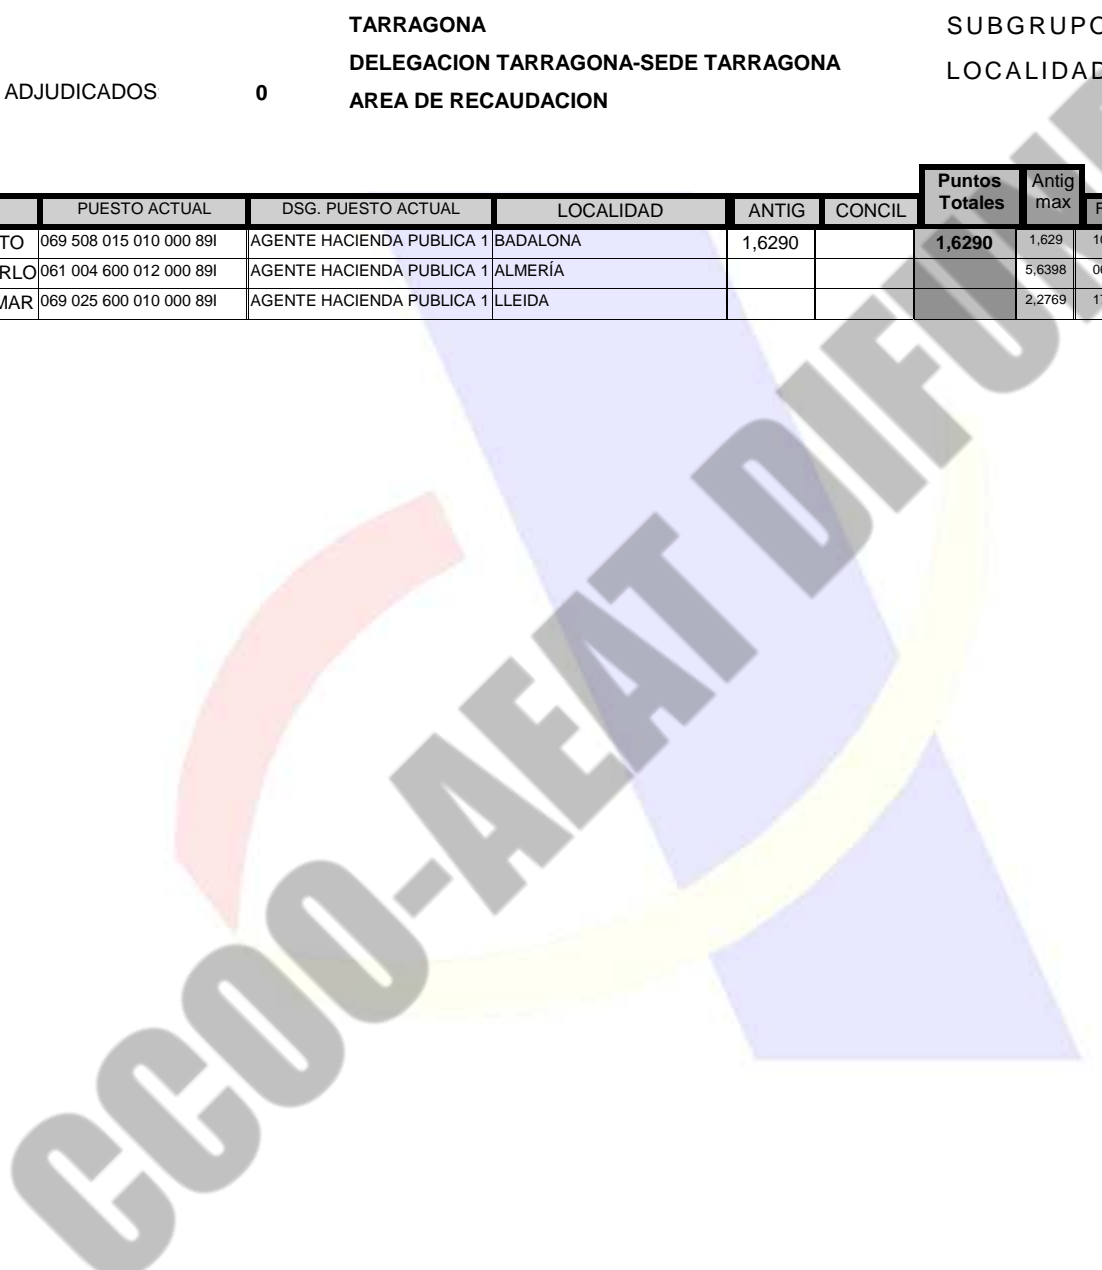 TARRAGONA
SUBGRUPO
DELEGACION TARRAGONA-SEDE TARRAGONA
LOCALIDAD
ADJUDICADOS: 0
AREA DE RECAUDACION
PUESTO ACTUAL DSG. PUESTO ACTUAL LOCALIDAD ANTIG CONCIL Puntos Totales Antig max
TO 069 508 015 010 000 89I AGENTE HACIENDA PUBLICA 1 BADALONA 1,6290 1,6290 1,629
RLO 061 004 600 012 000 89I AGENTE HACIENDA PUBLICA 1 ALMERÍA 5,6398
MAR 069 025 600 010 000 89I AGENTE HACIENDA PUBLICA 1 LLEIDA 2,2769
CCOO-AEAT DIFUN